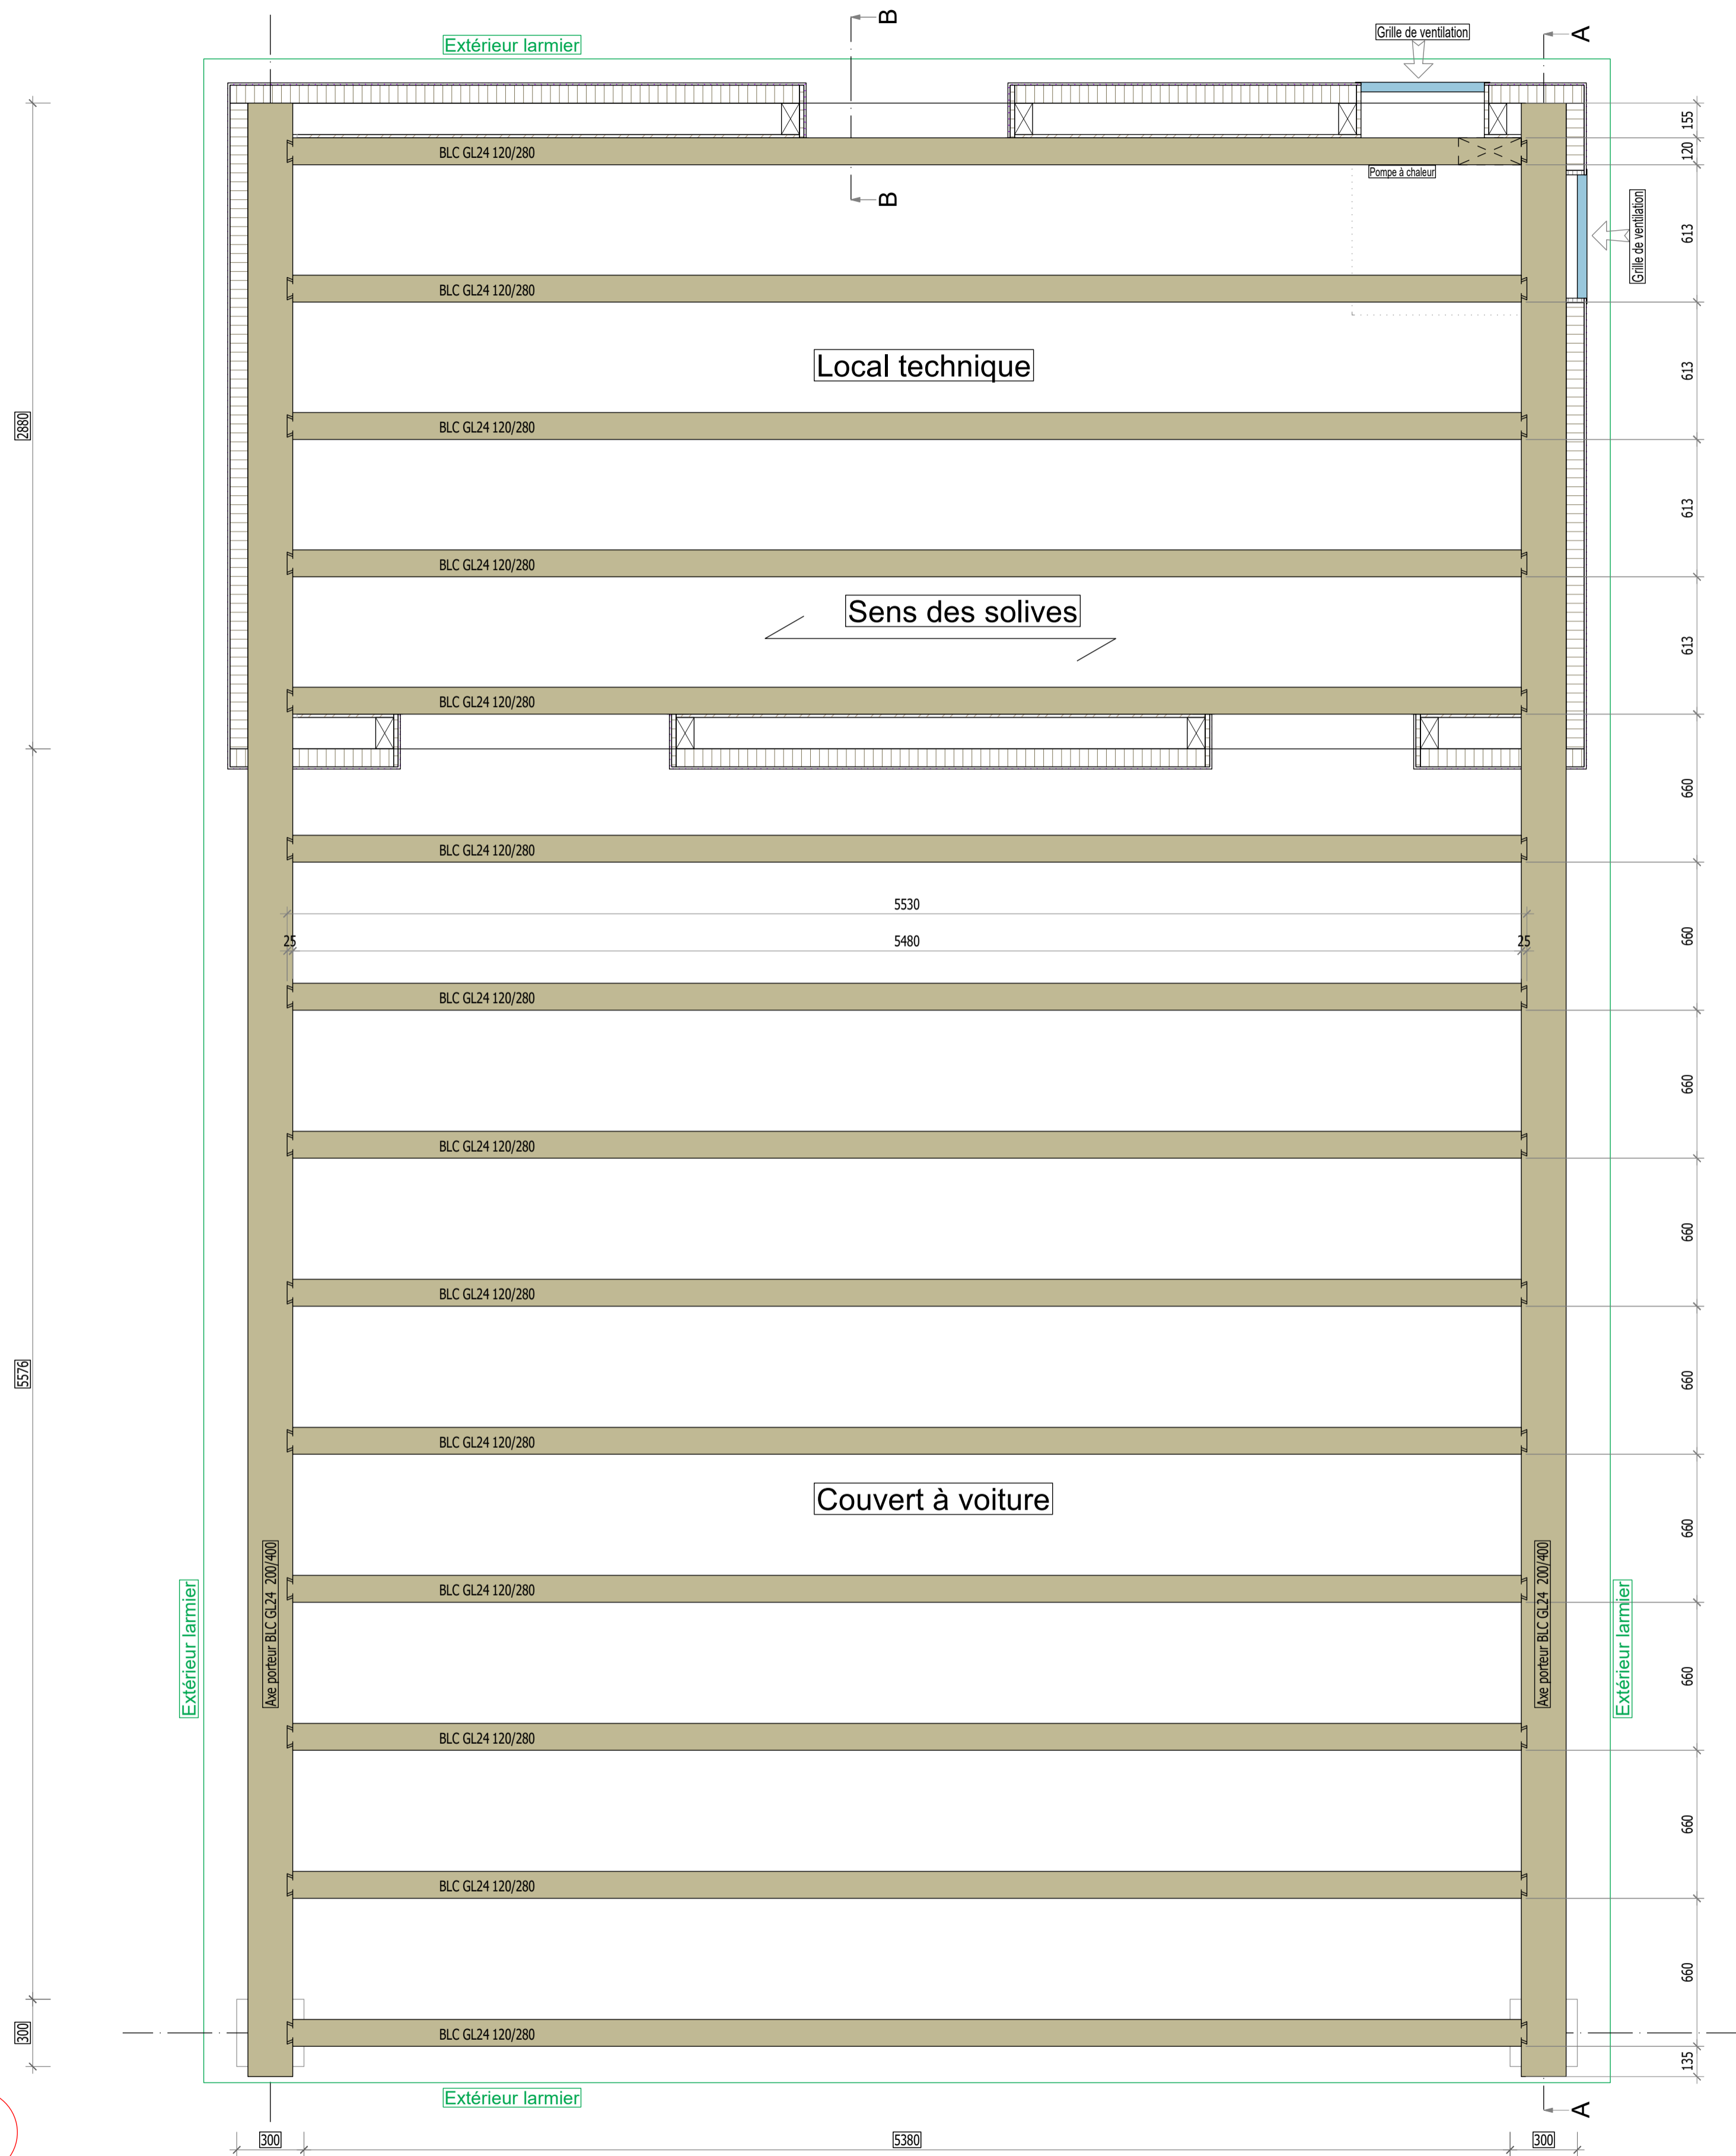 B
A
Extérieur larmier
Grille de ventilation
155
120
BLC GL24 120/280
Pompe à chaleur
B
613
Grille de ventilation
BLC GL24 120/280
Local technique
613
2880
BLC GL24 120/280
613
BLC GL24 120/280
Sens des solives
613
BLC GL24 120/280
660
BLC GL24 120/280
5530
25
5480
25
660
BLC GL24 120/280
660
BLC GL24 120/280
660
BLC GL24 120/280
5576
660
BLC GL24 120/280
Couvert à voiture
660
BLC GL24 120/280
Extérieur larmier
Axe porteur BLC GL24 200/400
Axe porteur BLC GL24 200/400
Extérieur larmier
660
BLC GL24 120/280
660
BLC GL24 120/280
660
300
BLC GL24 120/280
135
Extérieur larmier
A
300
5380
300